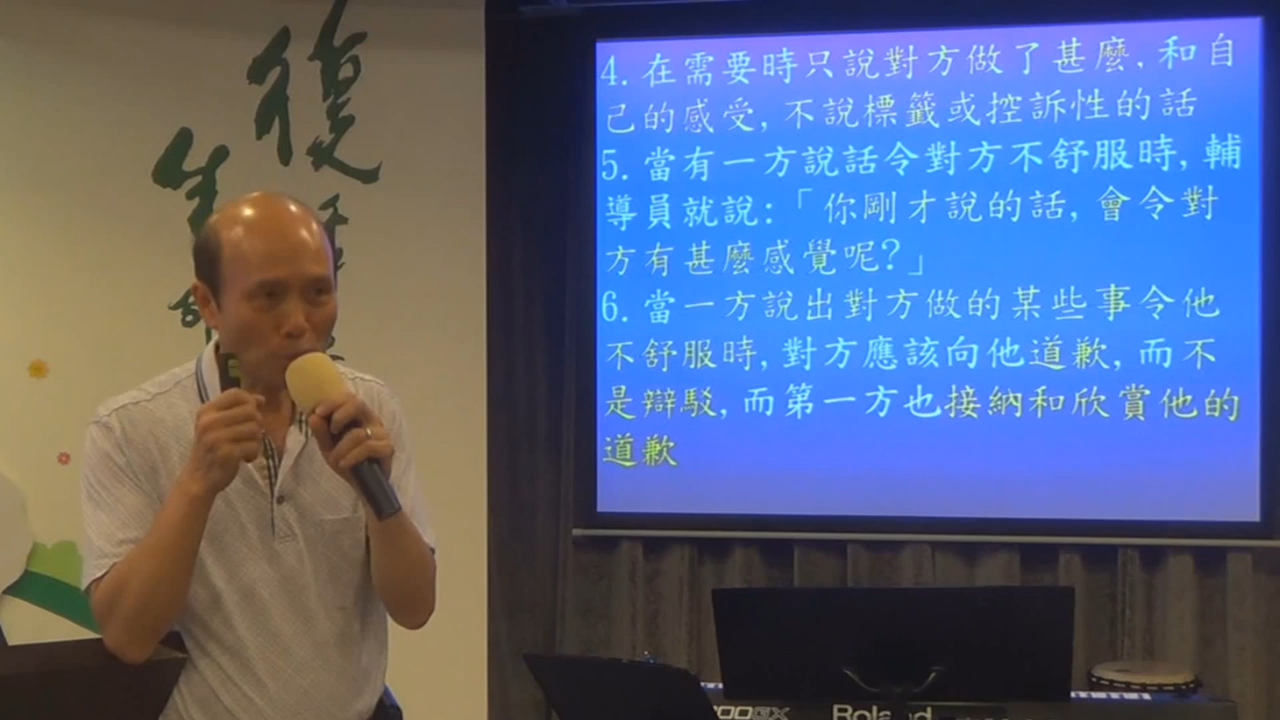 復
生
4. 在需要時只說對方做了甚麼, 和自
己的感受, 不說標籤或控訴性的話
5. 當有一方說話令對方不舒服時, 輔
導員就說:「你剛才說的話, 會令對
方有甚麼感覺呢?」
6. 當一方說出對方做的某些事令他
不舒服時, 對方應該向他道歉, 而不
是辯駁, 而第一方也接納和欣賞他的
道歉
700GX
Roland